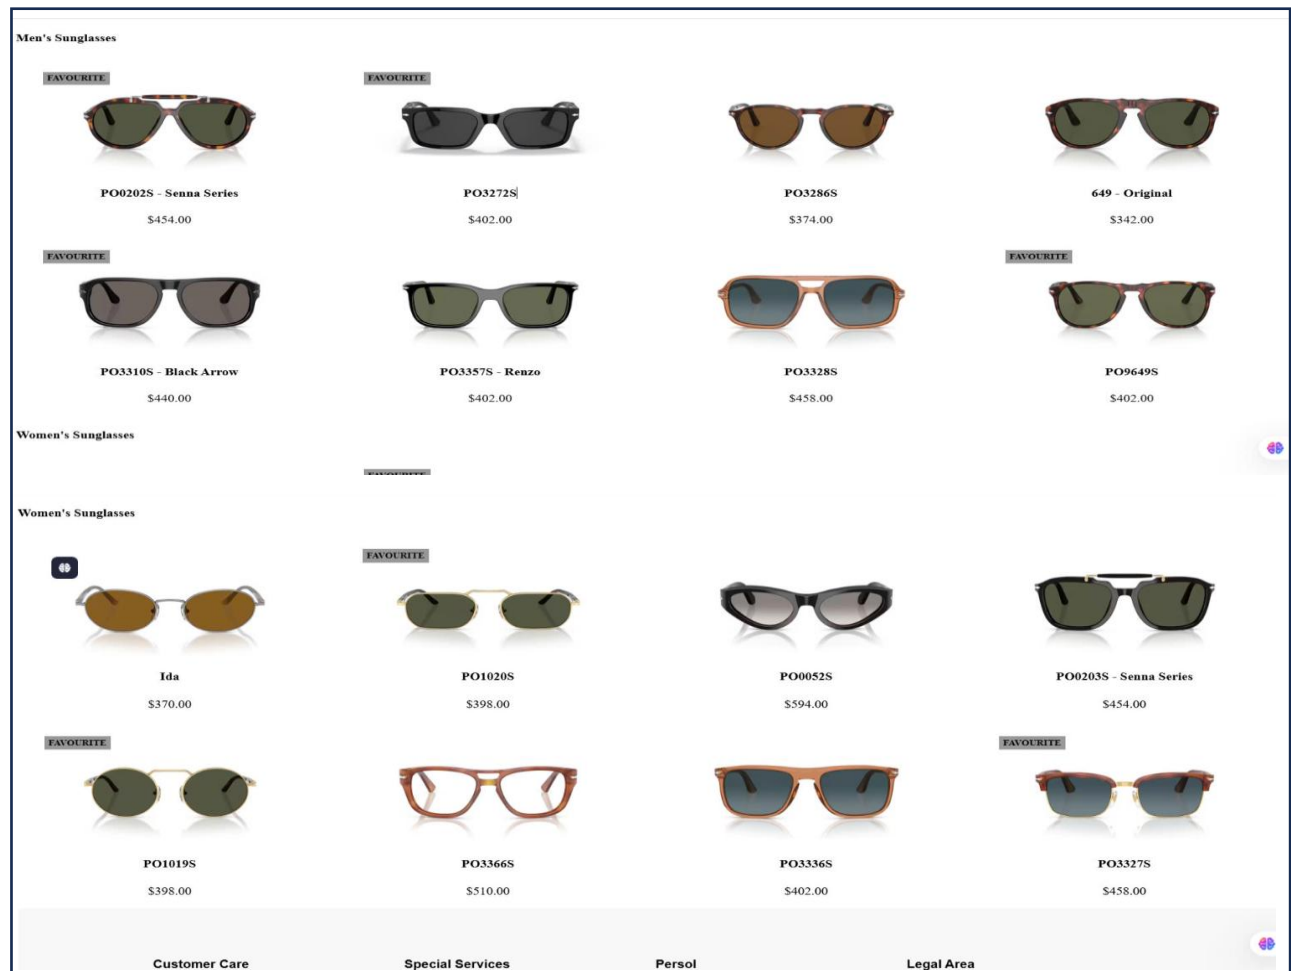 Men's Sunglasses
FAVOURITE FAVOURITE
PO0202S - Senna Series PO3272S PO3286S 649 - Original
$454.00 $402.00 $374.00 $342.00
FAVOURITE FAVOURITE
PO3310S - Black Arrow PO3357S - Renzo PO3328S PO9649S
$440.00 $402.00 $458.00 $402.00
Women's Sunglasses
FAVOURITE
Women's Sunglasses
FAVOURITE
Ida PO1020S PO0052S PO0203S - Senna Series
$370.00 $398.00 $594.00 $454.00
FAVOURITE FAVOURITE
PO1019S PO3366S PO3336S PO3327S
$398.00 $510.00 $402.00 $458.00
Customer Care Special Services Persol Legal Area